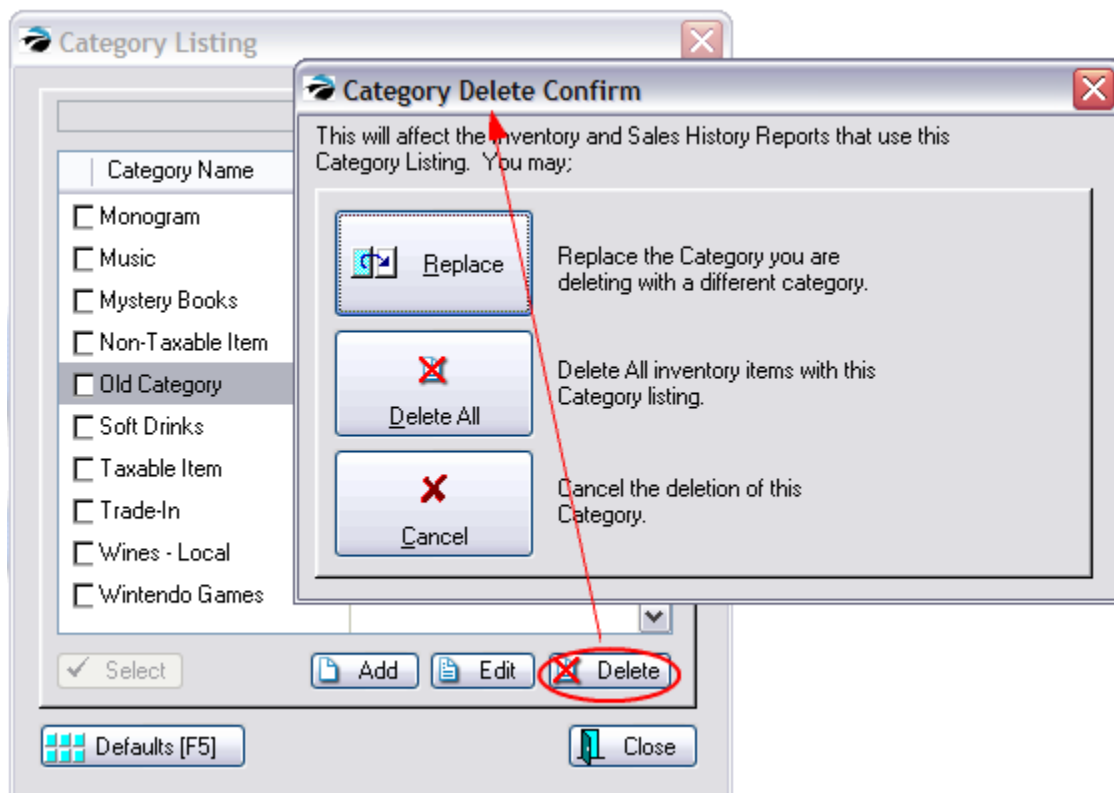 Category Listing
Category Name
Monogram
Music
Mystery Books
Non-Taxable Item
Old Category
Soft Drinks
Taxable Item
Trade-In
Wines - Local
Wintendo Games
Select
Add
Edit
Delete
Defaults [F5]
Close
Category Delete Confirm
This will affect the Inventory and Sales History Reports that use this
Category Listing. You may;
Replace
Replace the Category you are
deleting with a different category.
Delete All
Delete All inventory items with this
Category listing.
Cancel
Cancel the deletion of this
Category.